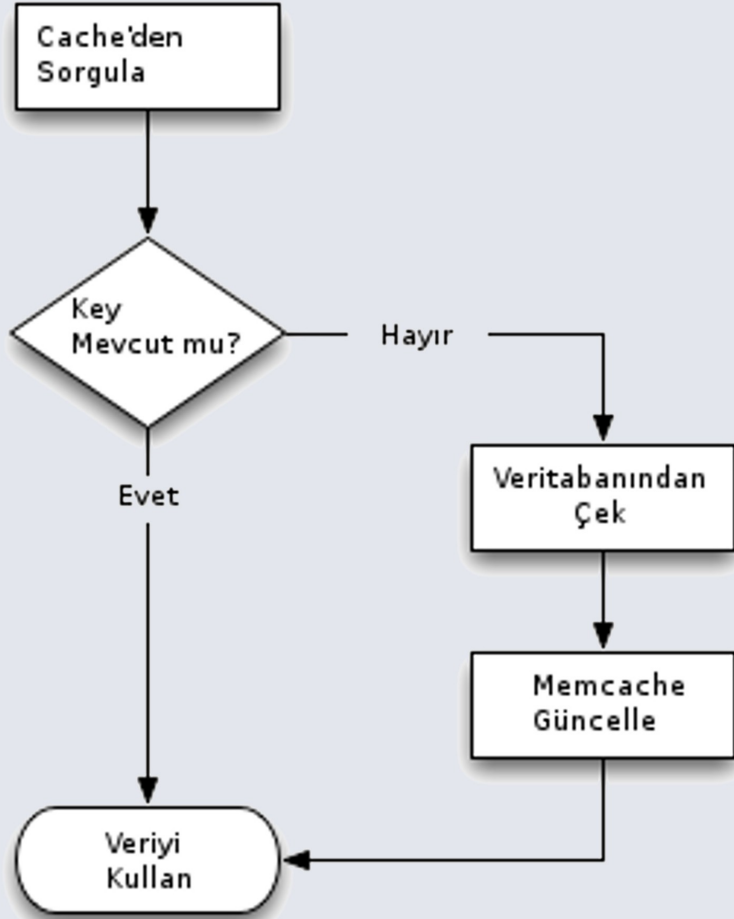 Cache'den
Sorgula
Key
Mevcut mu?
Hayır
Evet
Veritabanından
Çek
Memcache
Güncelle
Veriyi
Kullan